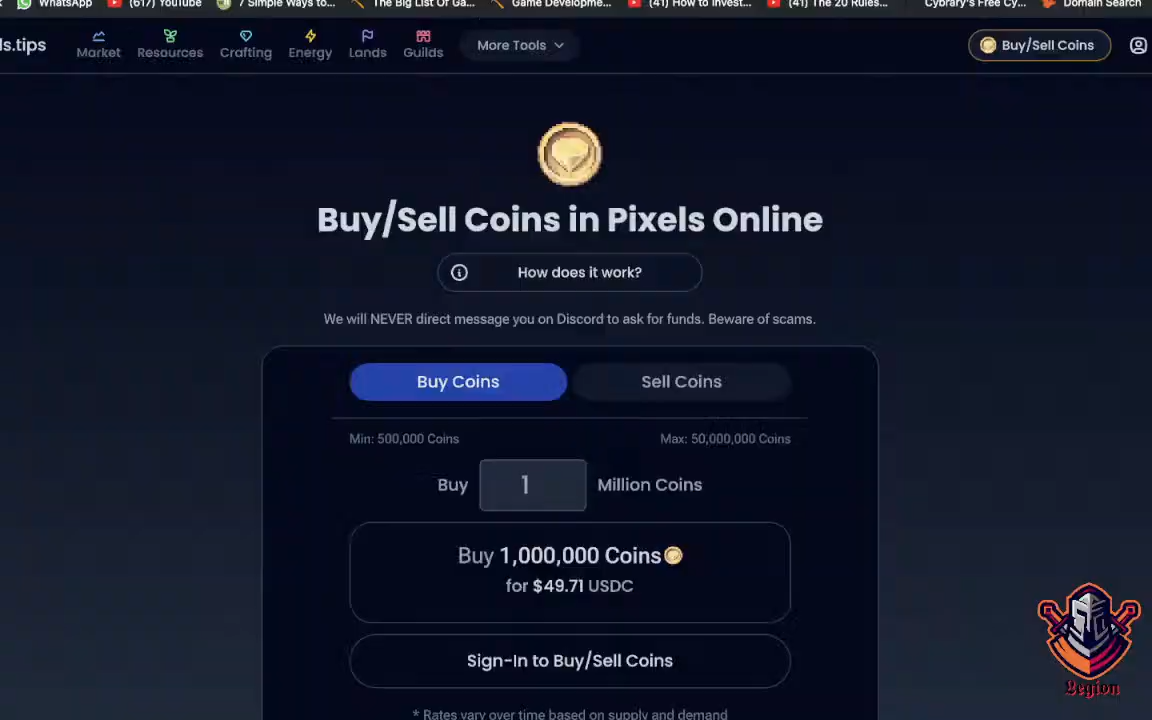 WhatsApp
(617) YouTube
7 Simple Ways to...
The Big List Of Ga...
Game Developme...
(41) How to Invest...
(41) The 20 Rules...
Cybrary's Free Cy...
Domain Search
ls.tips
Market
Resources
Crafting
Energy
Lands
Guilds
More Tools
Buy/Sell Coins
Buy/Sell Coins in Pixels Online
How does it work?
We will NEVER direct message you on Discord to ask for funds. Beware of scams.
Buy Coins
Sell Coins
Min: 500,000 Coins
Max: 50,000,000 Coins
Buy 1 Million Coins
Buy 1,000,000 Coins
for $49.71 USDC
Sign-In to Buy/Sell Coins
* Rates vary over time based on supply and demand
Legion